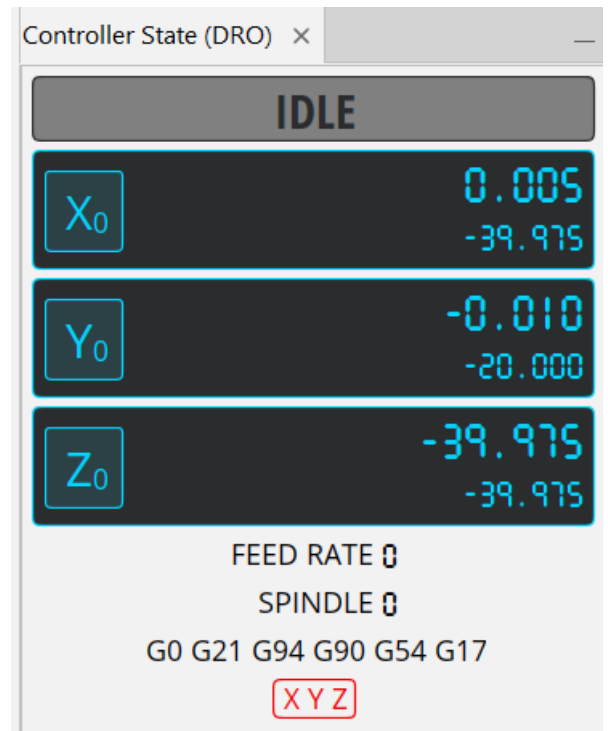 Controller State (DRO) ×
IDLE
X0
0.005
-39.975
Y0
-0.010
-20.000
Z0
-39.975
-39.975
FEED RATE 0
SPINDLE 0
G0 G21 G94 G90 G54 G17
X Y Z